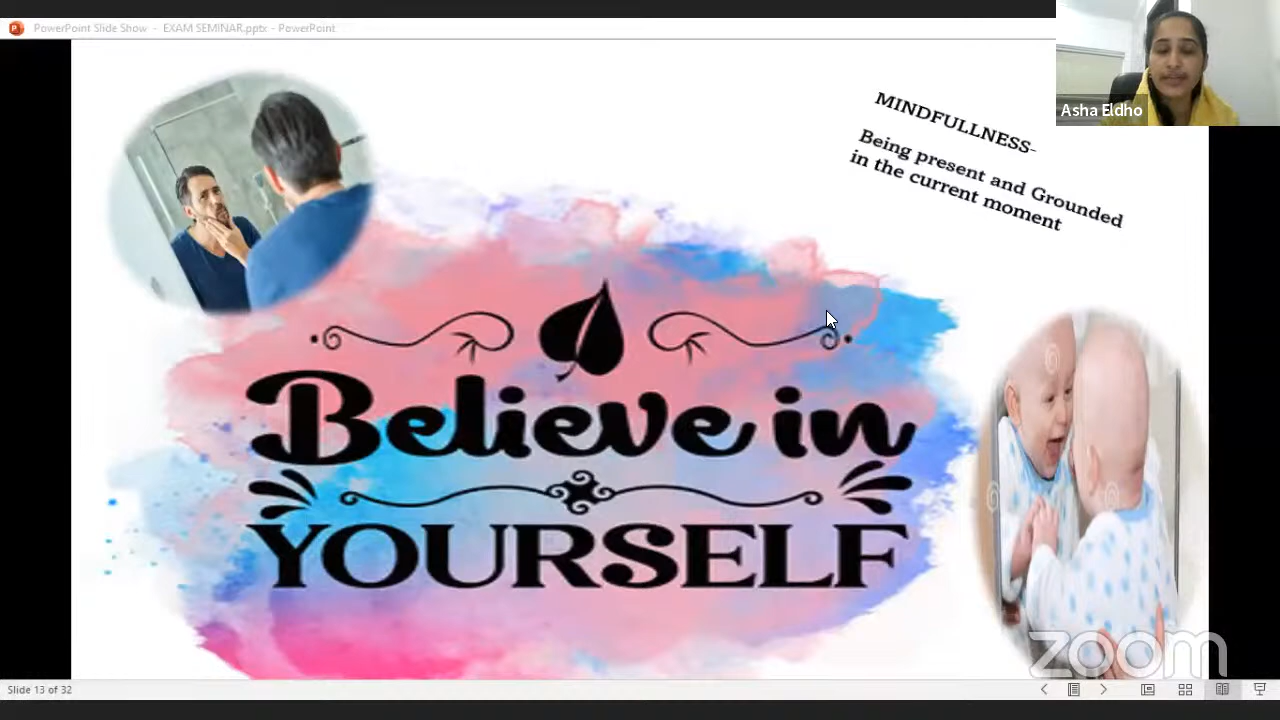 PowerPoint Slide Show - EXAM SEMINAR.pptx - PowerPoint
Asha Eldho
MINDFULLNESS-
Being present and Grounded
in the current moment
Believe in
YOURSELF
zoom
Slide 13 of 32